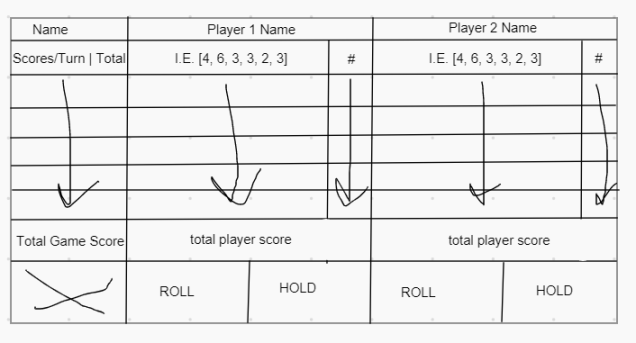 Name Player 1 Name Player 2 Name
Scores/Turn | Total I.E. [4, 6, 3, 3, 2, 3] # I.E. [4, 6, 3, 3, 2, 3] #
Total Game Score total player score total player score
ROLL HOLD ROLL HOLD